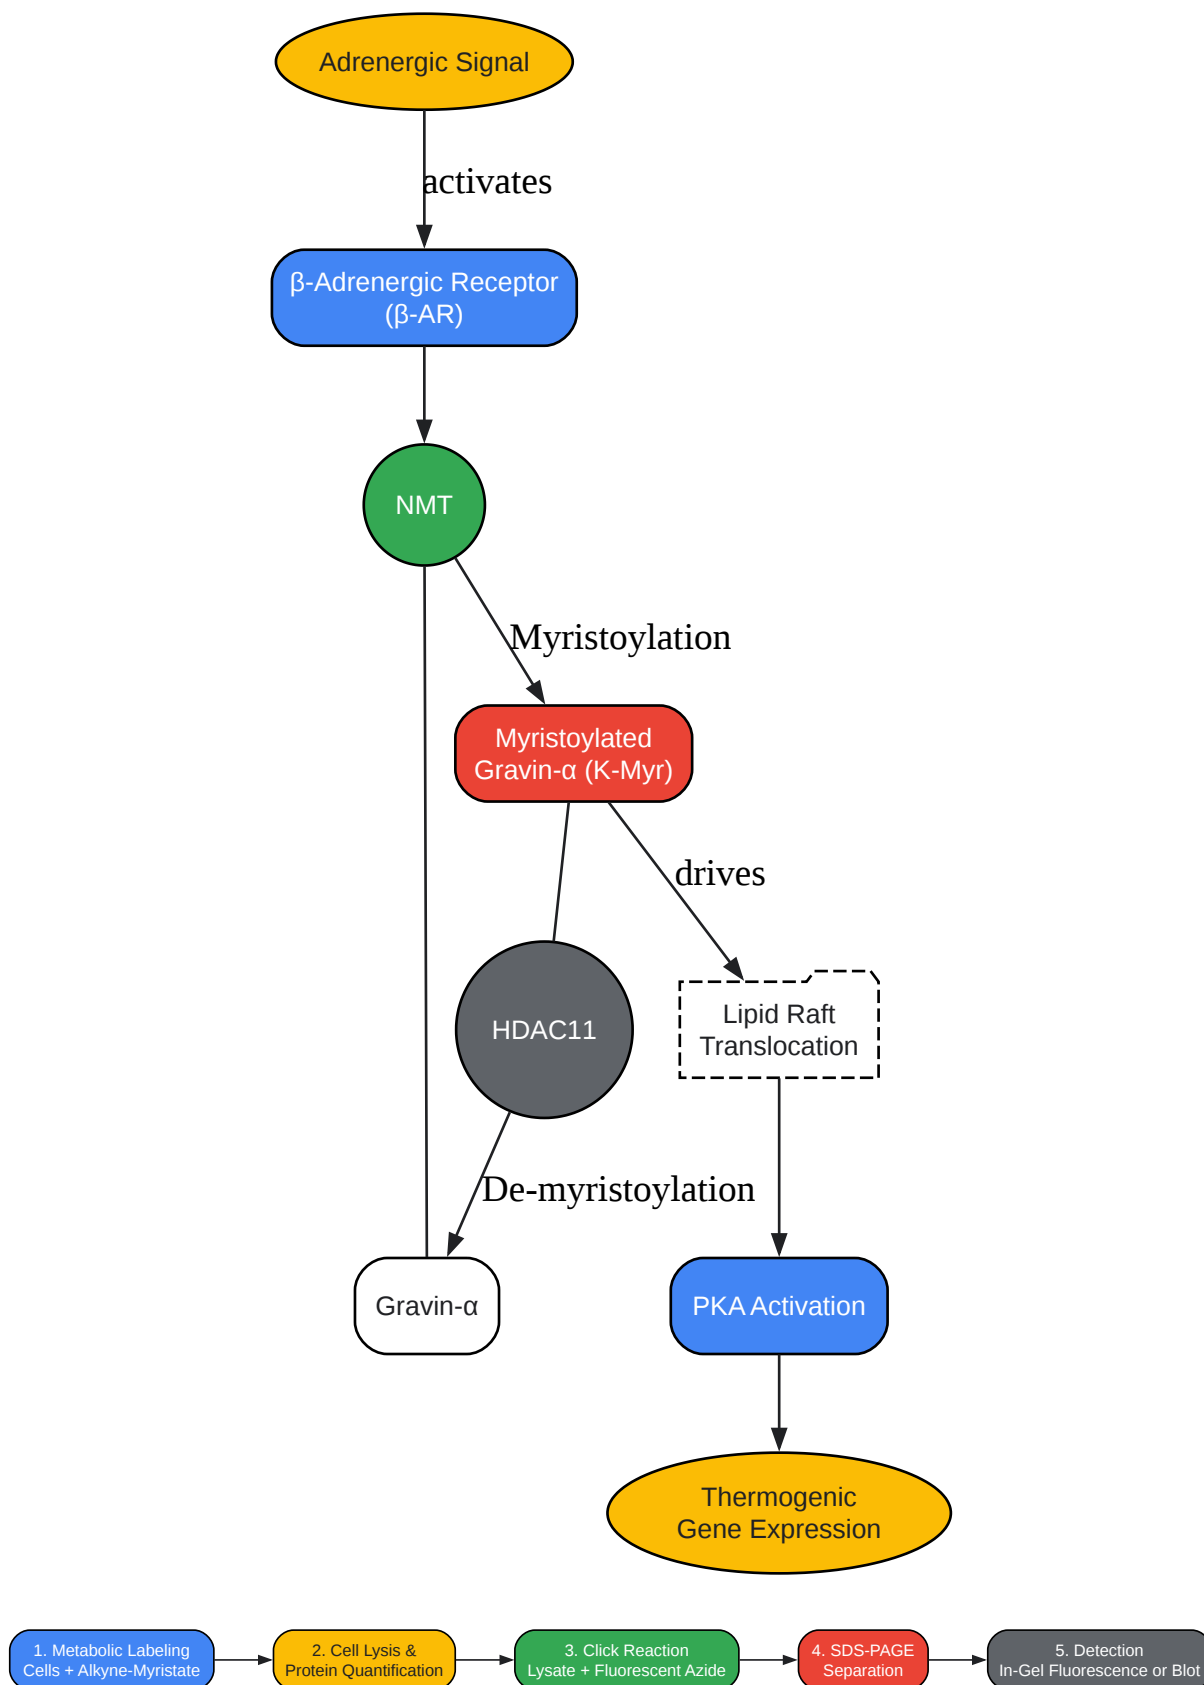 Adrenergic Signal
activates
β-Adrenergic Receptor
(β-AR)
NMT
Myristoylation
Myristoylated
Gravin-α (K-Myr)
drives
HDAC11
Lipid Raft
Translocation
De-myristoylation
Gravin-α
PKA Activation
Thermogenic
Gene Expression
1. Metabolic Labeling
Cells + Alkyne-Myristate
2. Cell Lysis &
Protein Quantification
3. Click Reaction
Lysate + Fluorescent Azide
4. SDS-PAGE
Separation
5. Detection
In-Gel Fluorescence or Blot